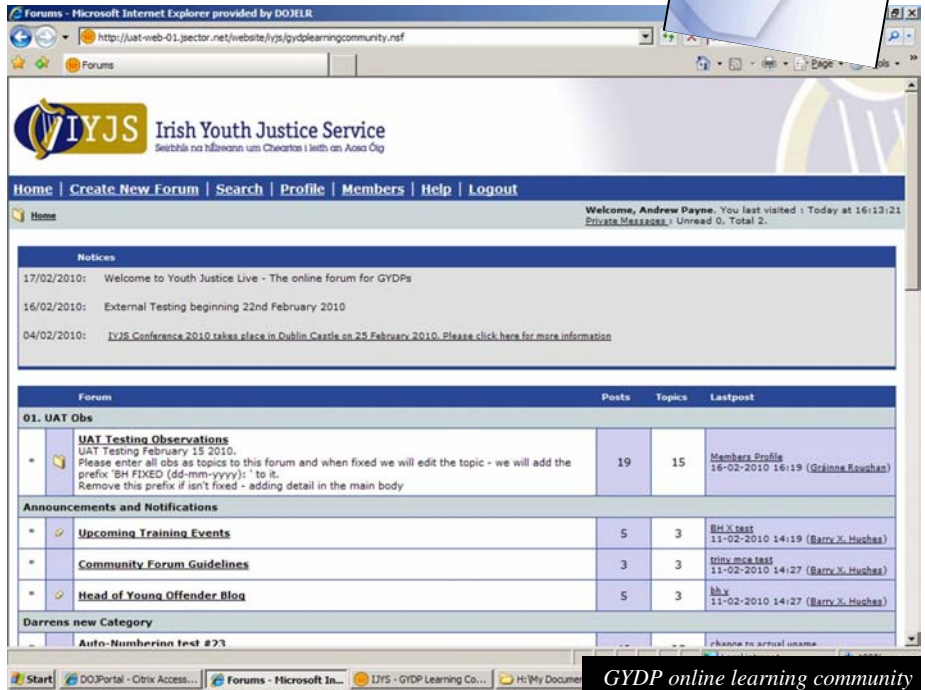 Forums - Microsoft Internet Explorer provided by DOJELR
http://uat-web-01.jsector.net/website/iyjs/gydplearningcommunity.nsf
Forums
Page
ols
IYJS
Irish Youth Justice Service
Seirbhís na hÉireann um Cheartas i leith an Aosa Óig
Home | Create New Forum | Search | Profile | Members | Help | Logout
Home
Welcome, Andrew Payne. You last visited : Today at 16:13:21
Private Messages : Unread 0, Total 2.
Notices
17/02/2010: Welcome to Youth Justice Live - The online forum for GYDPs
16/02/2010: External Testing beginning 22nd February 2010
04/02/2010: IYJS Conference 2010 takes place in Dublin Castle on 25 February 2010. Please click here for more information
Forum Posts Topics Lastpost
01. UAT Obs
UAT Testing Observations
UAT Testing February 15 2010.
Please enter all obs as topics to this forum and when fixed we will edit the topic - we will add the
prefix 'BH FIXED (dd-mm-yyyy): ' to it.
Remove this prefix if isn't fixed - adding detail in the main body
19 15
Members Profile
16-02-2010 16:19 (Gráinne Roughan)
Announcements and Notifications
Upcoming Training Events 5 3
BH X test
11-02-2010 14:19 (Barry X. Hughes)
Community Forum Guidelines 3 3
triny mce test
11-02-2010 14:27 (Barry X. Hughes)
Head of Young Offender Blog 5 3
bh x
11-02-2010 14:27 (Barry X. Hughes)
Darrens new Category
Auto-Numbering test #23
change to actual uname
Start
DOJPortal - Citrix Access...
Forums - Microsoft In...
IJYS - GYDP Learning Co...
H:\My Documen
GYDP online learning community